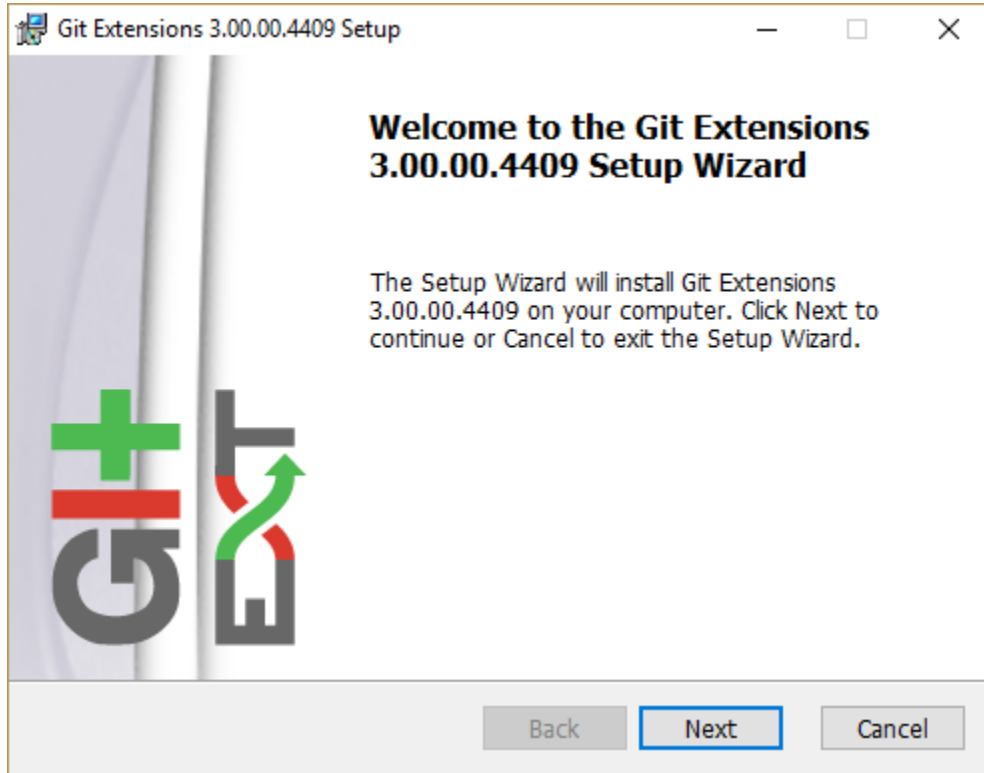 Git Extensions 3.00.00.4409 Setup
Welcome to the Git Extensions
3.00.00.4409 Setup Wizard
The Setup Wizard will install Git Extensions
3.00.00.4409 on your computer. Click Next to
continue or Cancel to exit the Setup Wizard.
GIt
EXT
Back
Next
Cancel